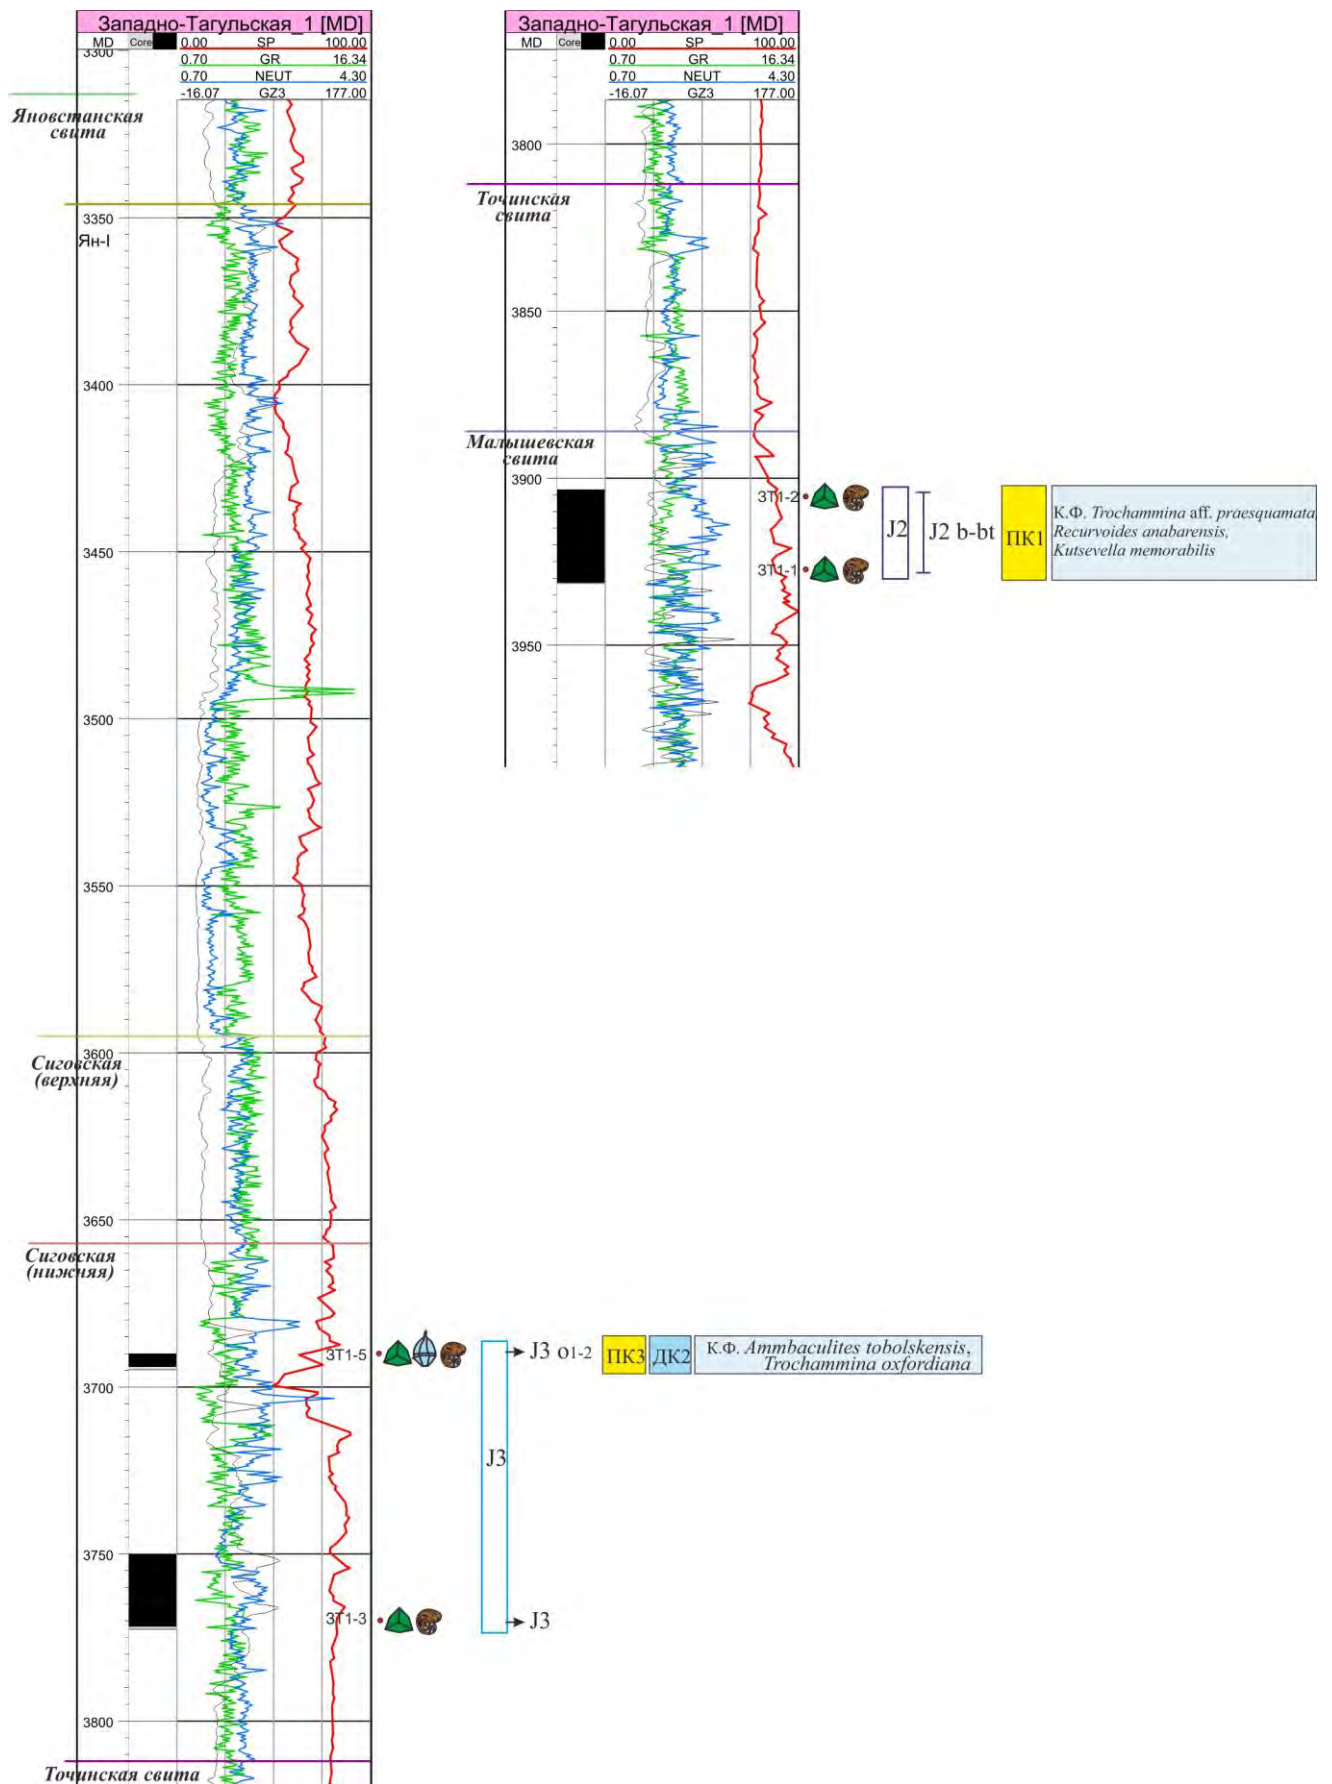 Западно-Тагульская_1 [MD]
MD Core 0.00 SP 100.00
0.70 GR 16.34
0.70 NEUT 4.30
-16.07 GZ3 177.00
3300
Яновстанская
свита
3350
Ян-I
3400
3450
3500
3550
3600
Сиговская
(верхняя)
3650
Сиговская
(нижняя)
ЗТ1-5
J3 o1-2
ПК3
ДК2
К.Ф. Ammbaculites tobolskensis,
Trochammina oxfordiana
3700
J3
3750
ЗТ1-3
J3
3800
Точинская свита
Западно-Тагульская_1 [MD]
MD Core 0.00 SP 100.00
0.70 GR 16.34
0.70 NEUT 4.30
-16.07 GZ3 177.00
3800
Точинская
свита
3850
Малышевская
свита
3900
ЗТ1-2
ЗТ1-1
J2
J2 b-bt
ПК1
К.Ф. Trochammina aff. praesquamata,
Recurvoides anabarensis,
Kutsevella memorabilis
3950